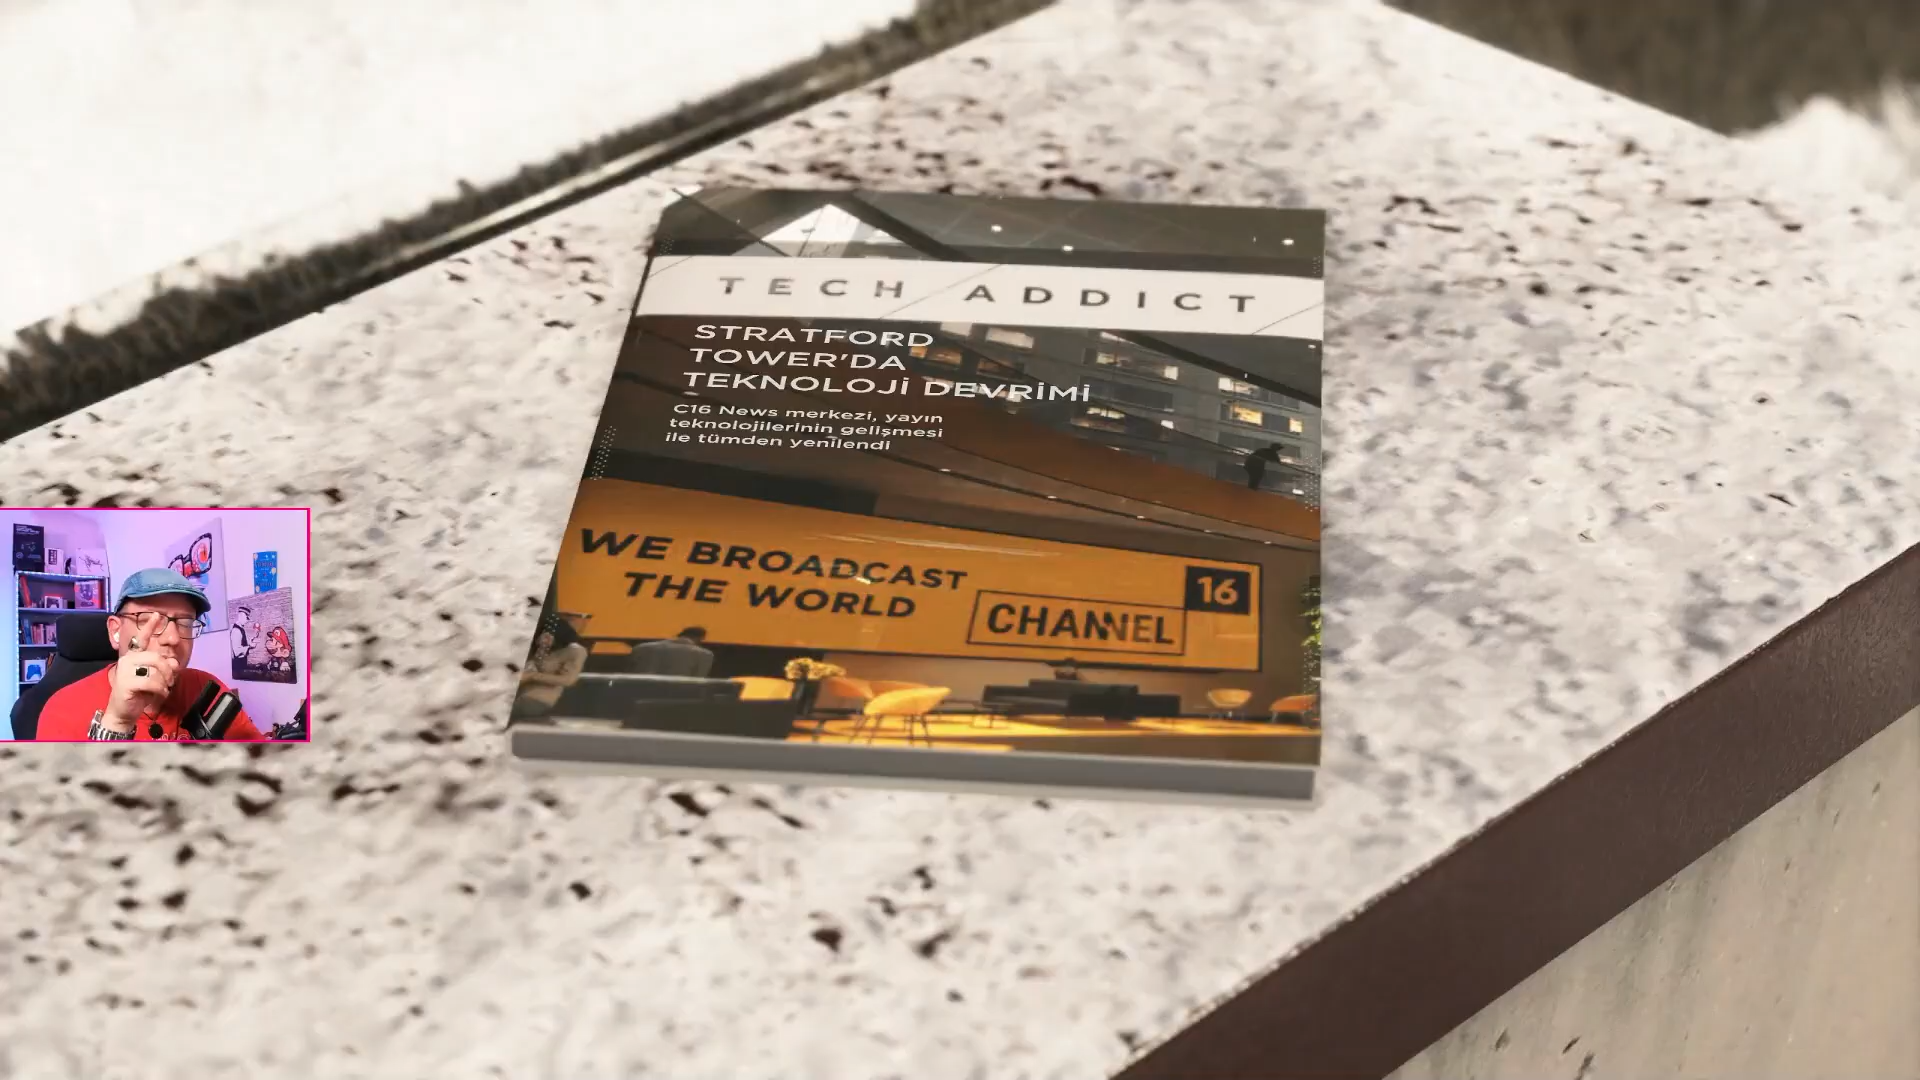 TECH ADDICT
STRATFORD
TOWER'DA
TEKNOLOJİ DEVRİMİ
C16 News merkezi, yayın
teknolojilerinin gelişmesi
ile tümden yenilendi
WE BROADCAST
THE WORLD
CHANNEL
16